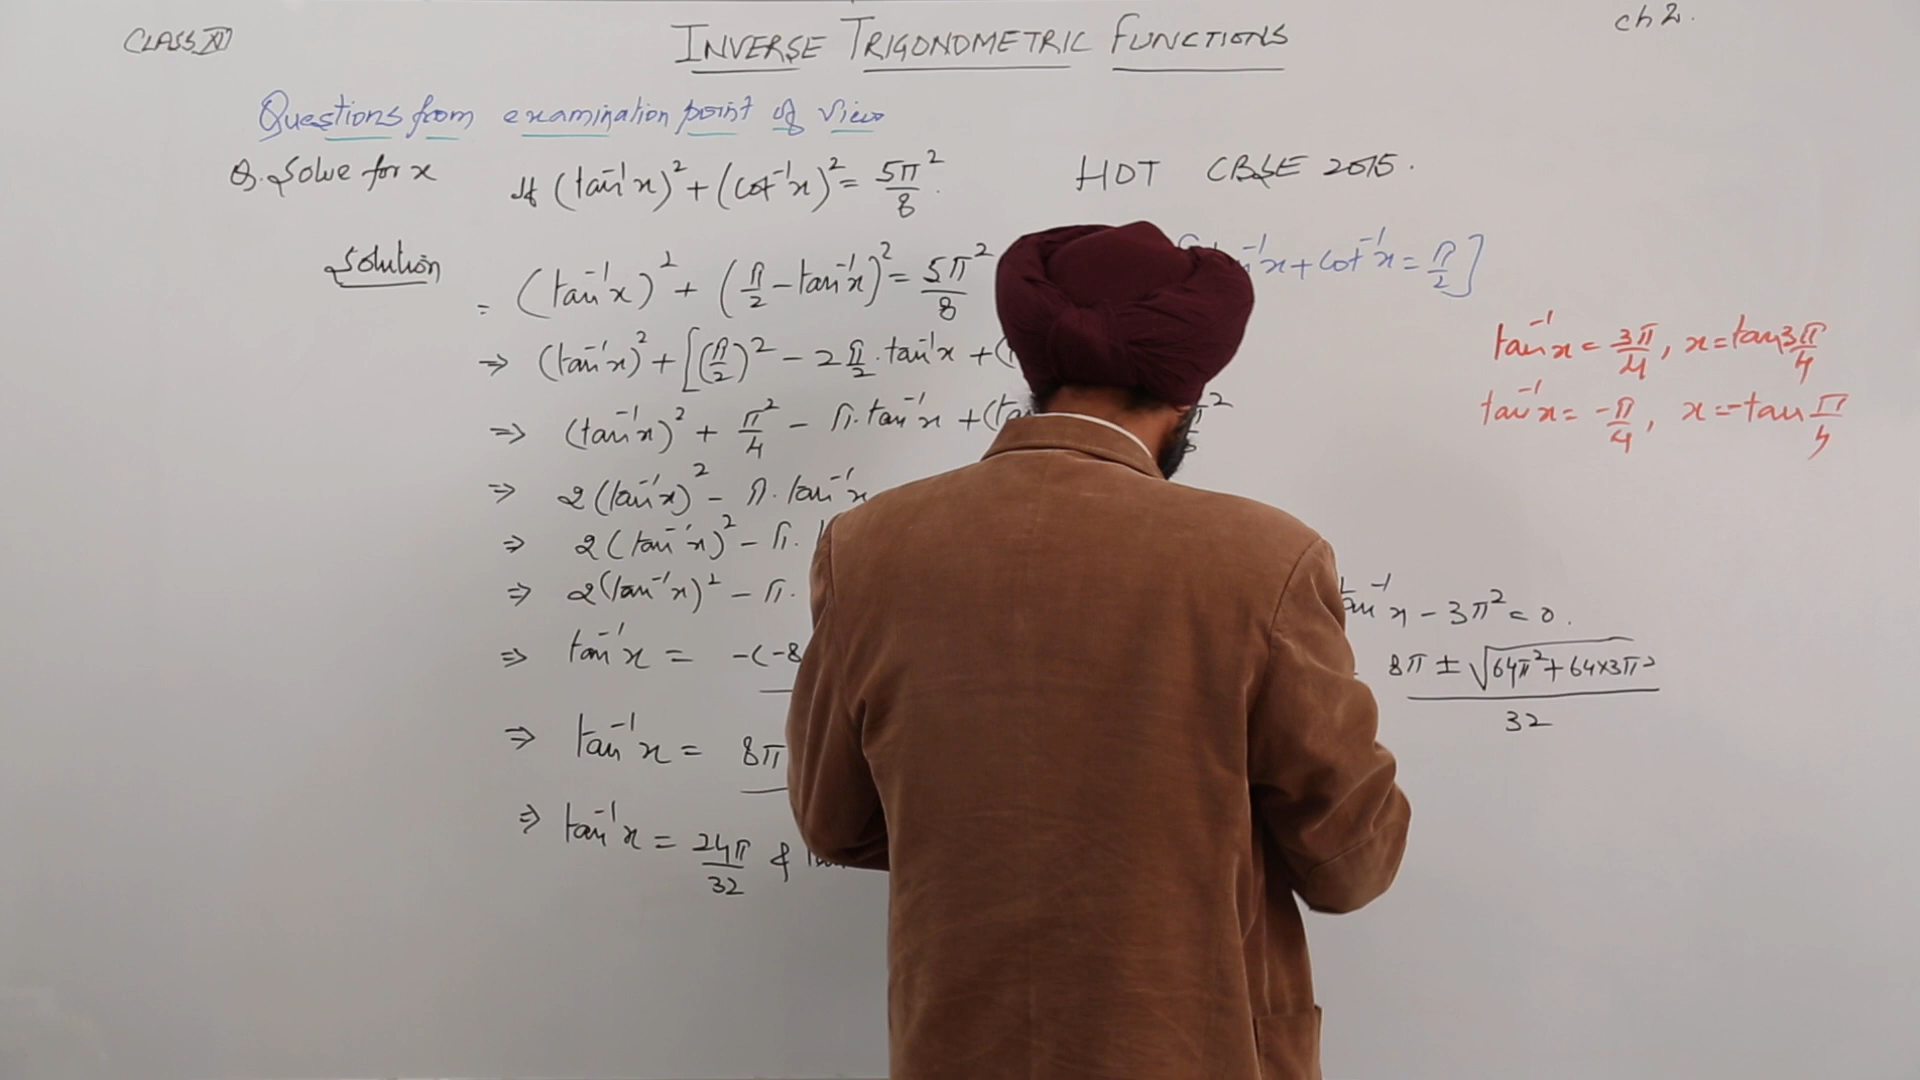 CLASS XII
INVERSE TRIGONOMETRIC FUNCTIONS
ch 2.
Questions from examination point of View
Q. Solve for x If (tan⁻¹x)² + (cot⁻¹x)² = 5π²/8. HOT CBSE 2015.
Solution
= (tan⁻¹x)² + (π/2 - tan⁻¹x)² = 5π²/8
x + cot⁻¹x = π/2]
⇒ (tan⁻¹x)² + [(π/2)² - 2 π/2 . tan⁻¹x + (
⇒ (tan⁻¹x)² + π²/4 - π. tan⁻¹x + (ta
⇒ 2(tan⁻¹x)² - π. tan⁻¹x
⇒ 2(tan⁻¹x)² - π.
⇒ 2(tan⁻¹x)² - π.
⇒ tan⁻¹x = -(-8
⇒ tan⁻¹x = 8π
⇒ tan⁻¹x = 24π/32 &
tan⁻¹x = 3π/4, x = tan 3π/4
tan⁻¹x = -π/4, x = -tan π/4
tan⁻¹x - 3π² = 0.
8π ± √64π² + 64x3π²
32